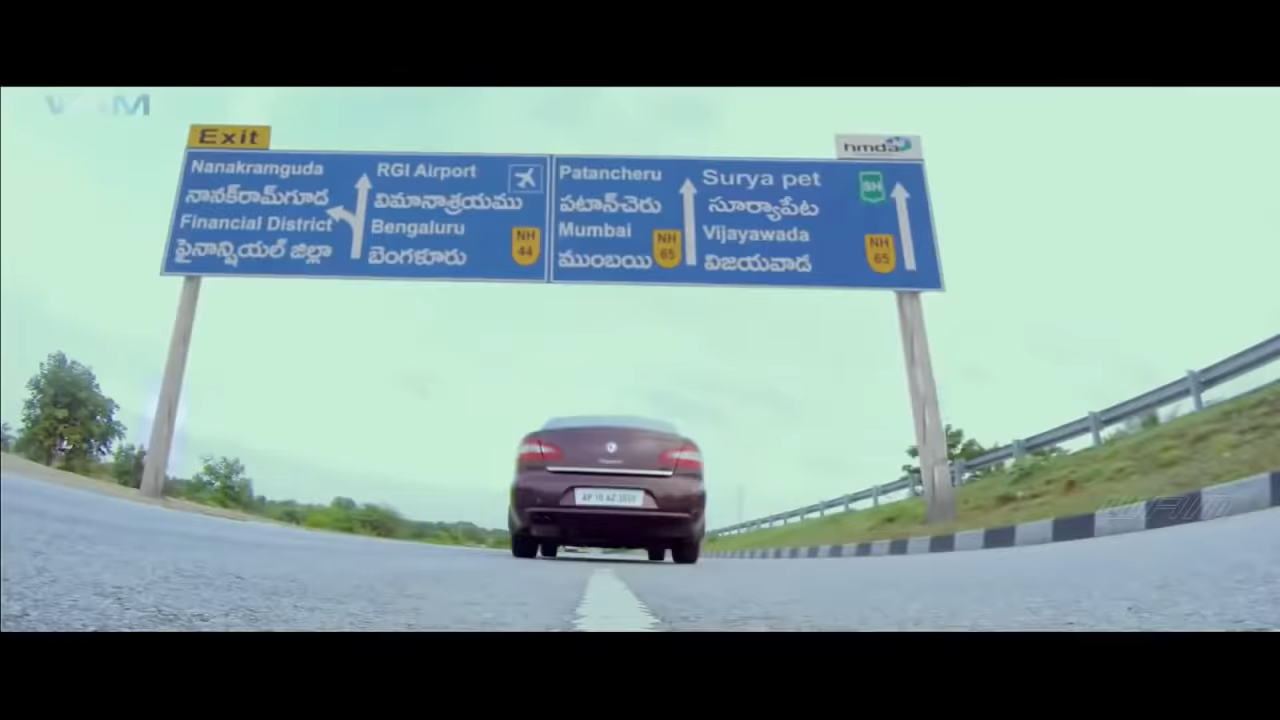 Exit
hmda
Nanakramguda
నానక్‌రామ్‌గూడ
Financial District
ఫైనాన్షియల్ జిల్లా
RGI Airport
విమానాశ్రయము
Bengaluru
బెంగళూరు
NH
44
Patancheru
పటాన్‌చెరు
Mumbai
ముంబయి
NH
65
Surya pet
సూర్యాపేట
Vijayawada
విజయవాడ
SH
NH
65